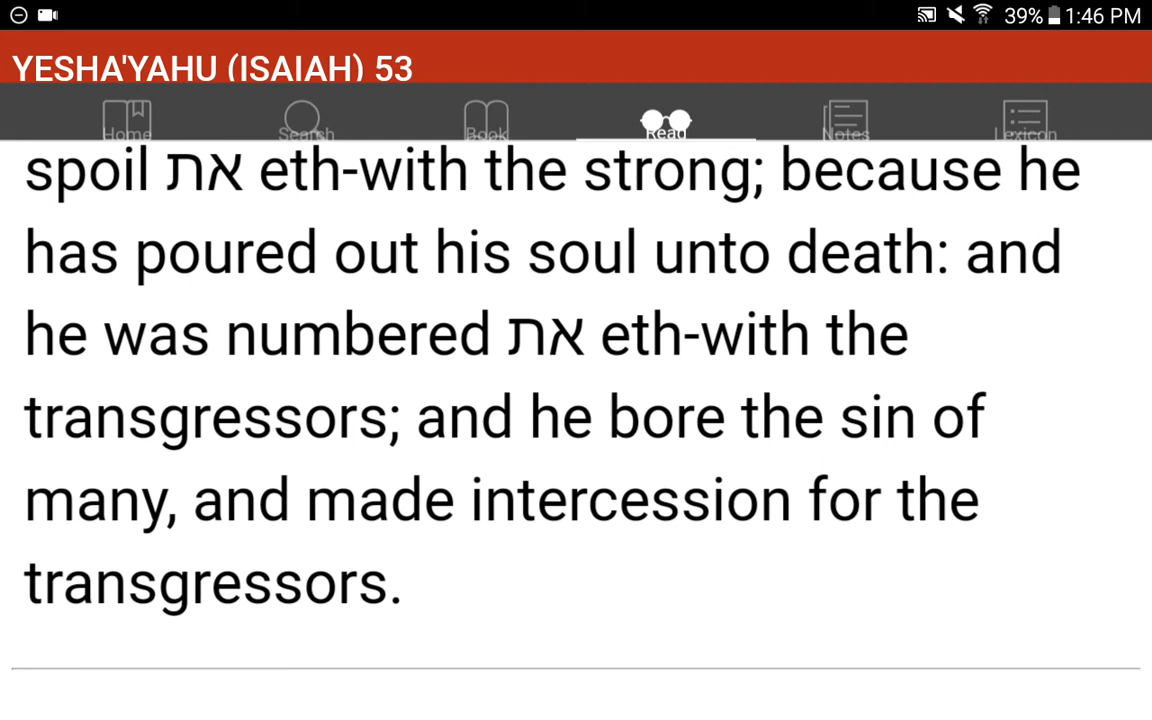 39% 1:46 PM
YESHA'YAHU (ISAIAH) 53
Home Search Book Read Notes Lexicon
spoil את eth-with the strong; because he
has poured out his soul unto death: and
he was numbered את eth-with the
transgressors; and he bore the sin of
many, and made intercession for the
transgressors.